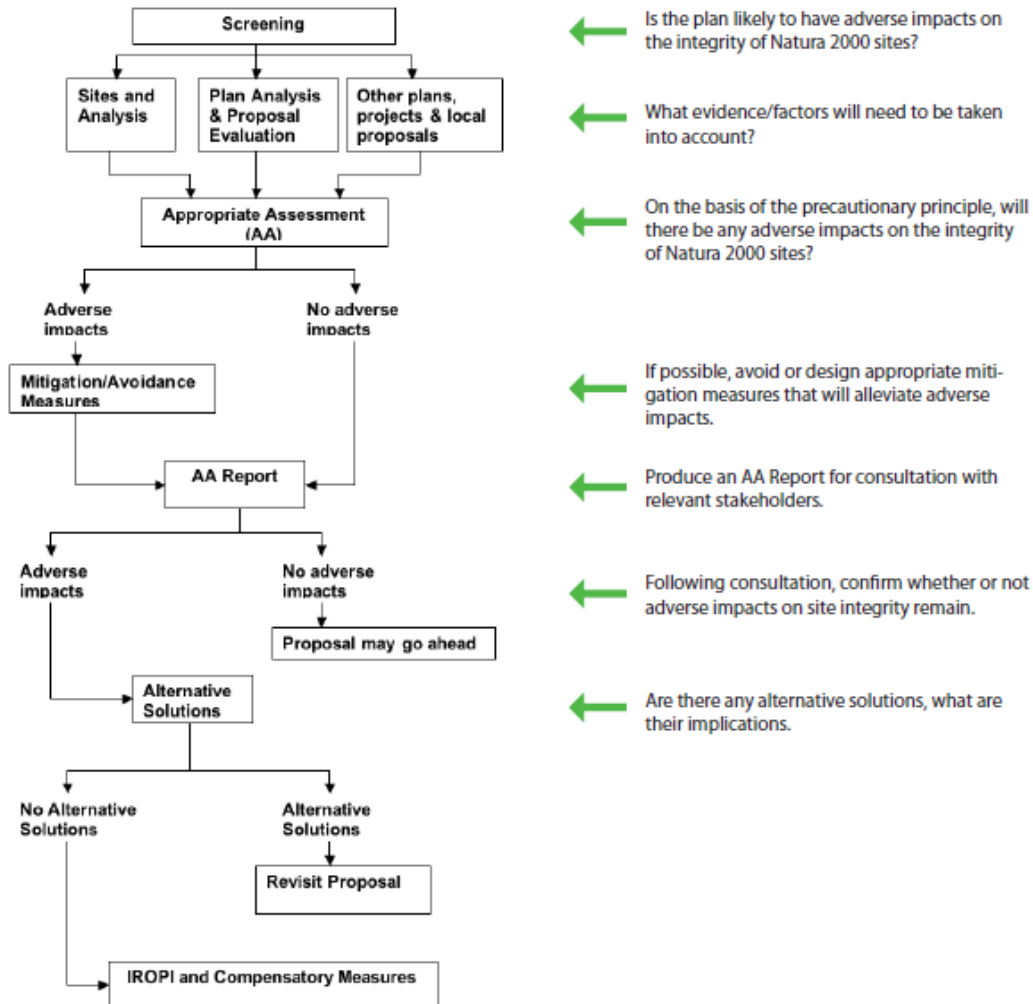 Screening
Is the plan likely to have adverse impacts on
the integrity of Natura 2000 sites?
Sites and
Analysis
Plan Analysis
& Proposal
Evaluation
Other plans,
projects & local
proposals
What evidence/factors will need to be taken
into account?
Appropriate Assessment
(AA)
On the basis of the precautionary principle, will
there be any adverse impacts on the integrity
of Natura 2000 sites?
Adverse
impacts
No adverse
impacts
Mitigation/Avoidance
Measures
If possible, avoid or design appropriate miti-
gation measures that will alleviate adverse
impacts.
AA Report
Produce an AA Report for consultation with
relevant stakeholders.
Adverse
impacts
No adverse
impacts
Following consultation, confirm whether or not
adverse impacts on site integrity remain.
Proposal may go ahead
Alternative
Solutions
Are there any alternative solutions, what are
their implications.
No Alternative
Solutions
Alternative
Solutions
Revisit Proposal
IROPI and Compensatory Measures